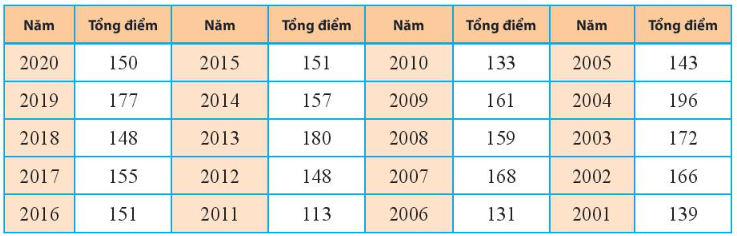 Năm Tổng điểm Năm Tổng điểm Năm Tổng điểm Năm Tổng điểm
2020 150 2015 151 2010 133 2005 143
2019 177 2014 157 2009 161 2004 196
2018 148 2013 180 2008 159 2003 172
2017 155 2012 148 2007 168 2002 166
2016 151 2011 113 2006 131 2001 139